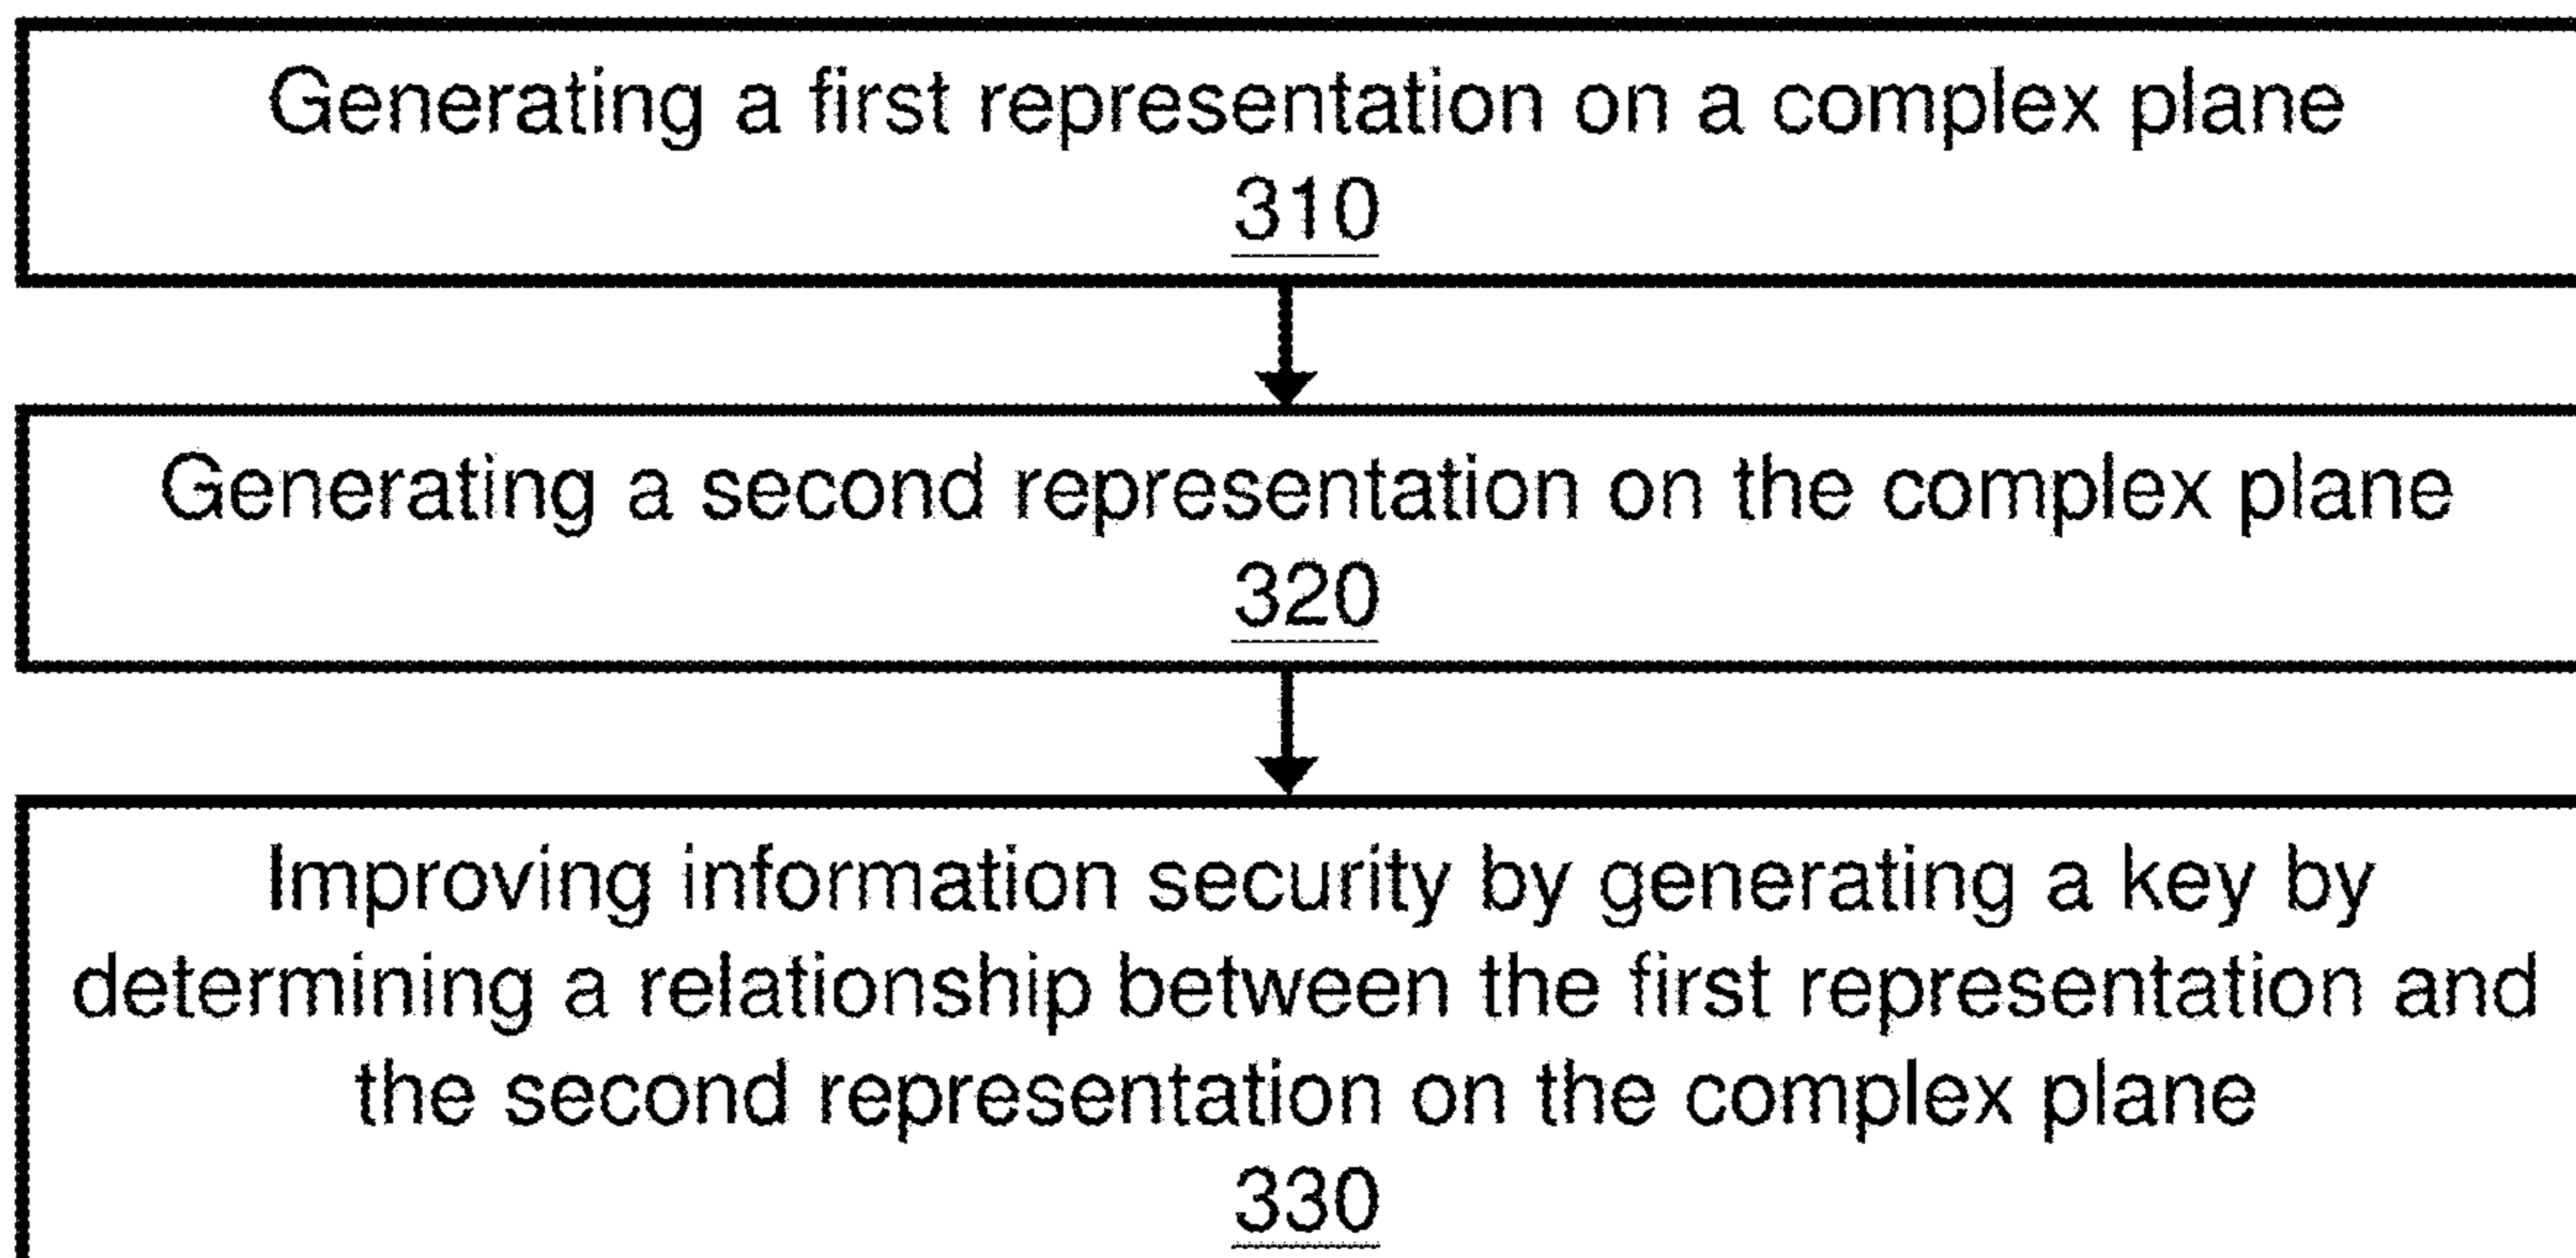 Generating a first representation on a complex plane
310
Generating a second representation on the complex plane
320
Improving information security by generating a key by
determining a relationship between the first representation and
the second representation on the complex plane
330